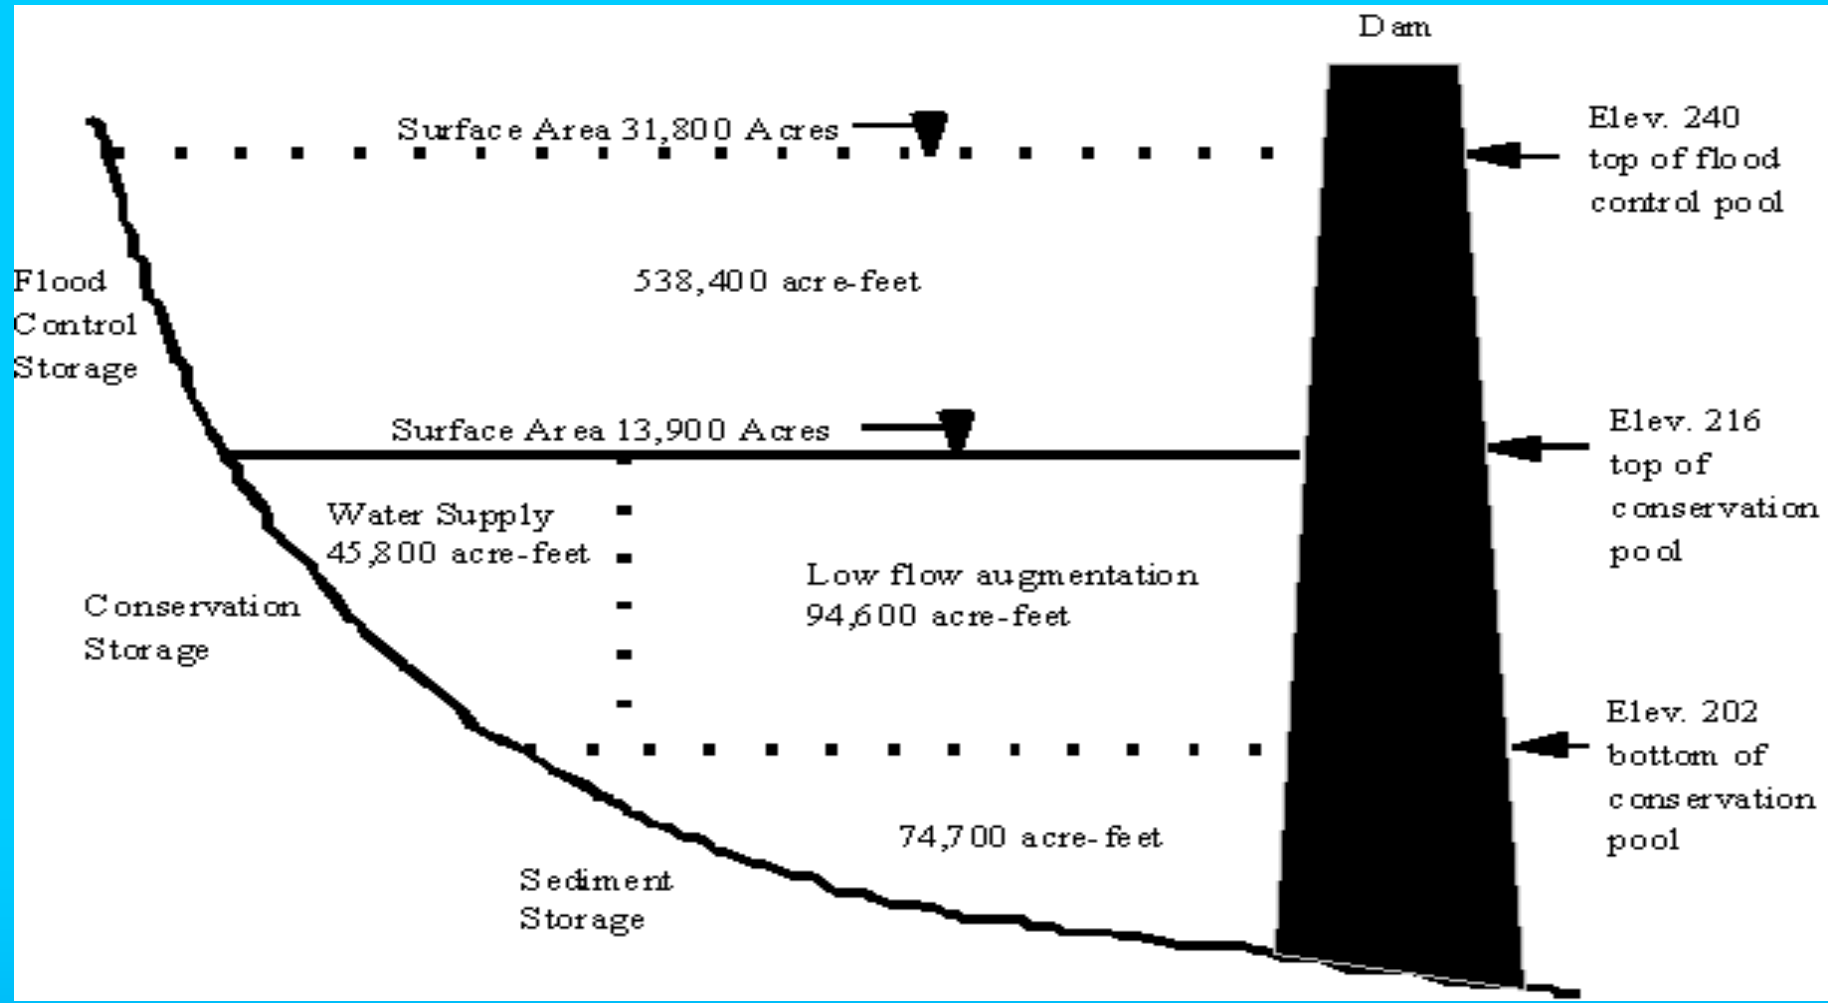 Dam
Surface Area 31,800 Acres
Elev. 240
top of flood
control pool
Flood
Control
Storage
538,400 acre-feet
Surface Area 13,900 Acres
Elev. 216
top of
conservation
pool
Water Supply
45,800 acre-feet
Low flow augmentation
94,600 acre-feet
Conservation
Storage
Elev. 202
bottom of
conservation
pool
74,700 acre-feet
Sediment
Storage